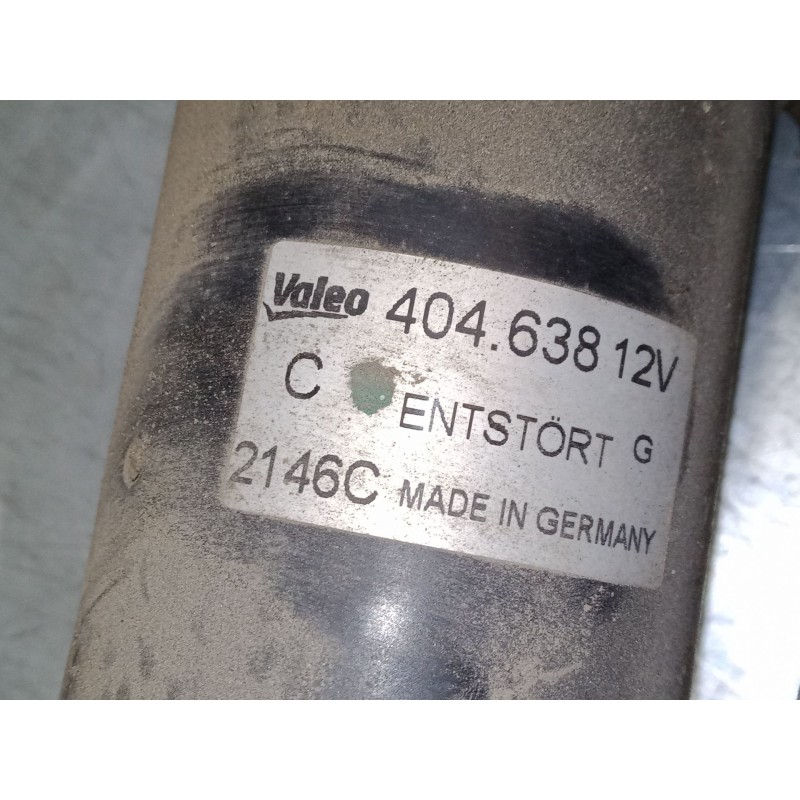 Valeo 404.638 12V
C ENTSTÖRT G
2146C MADE IN GERMANY